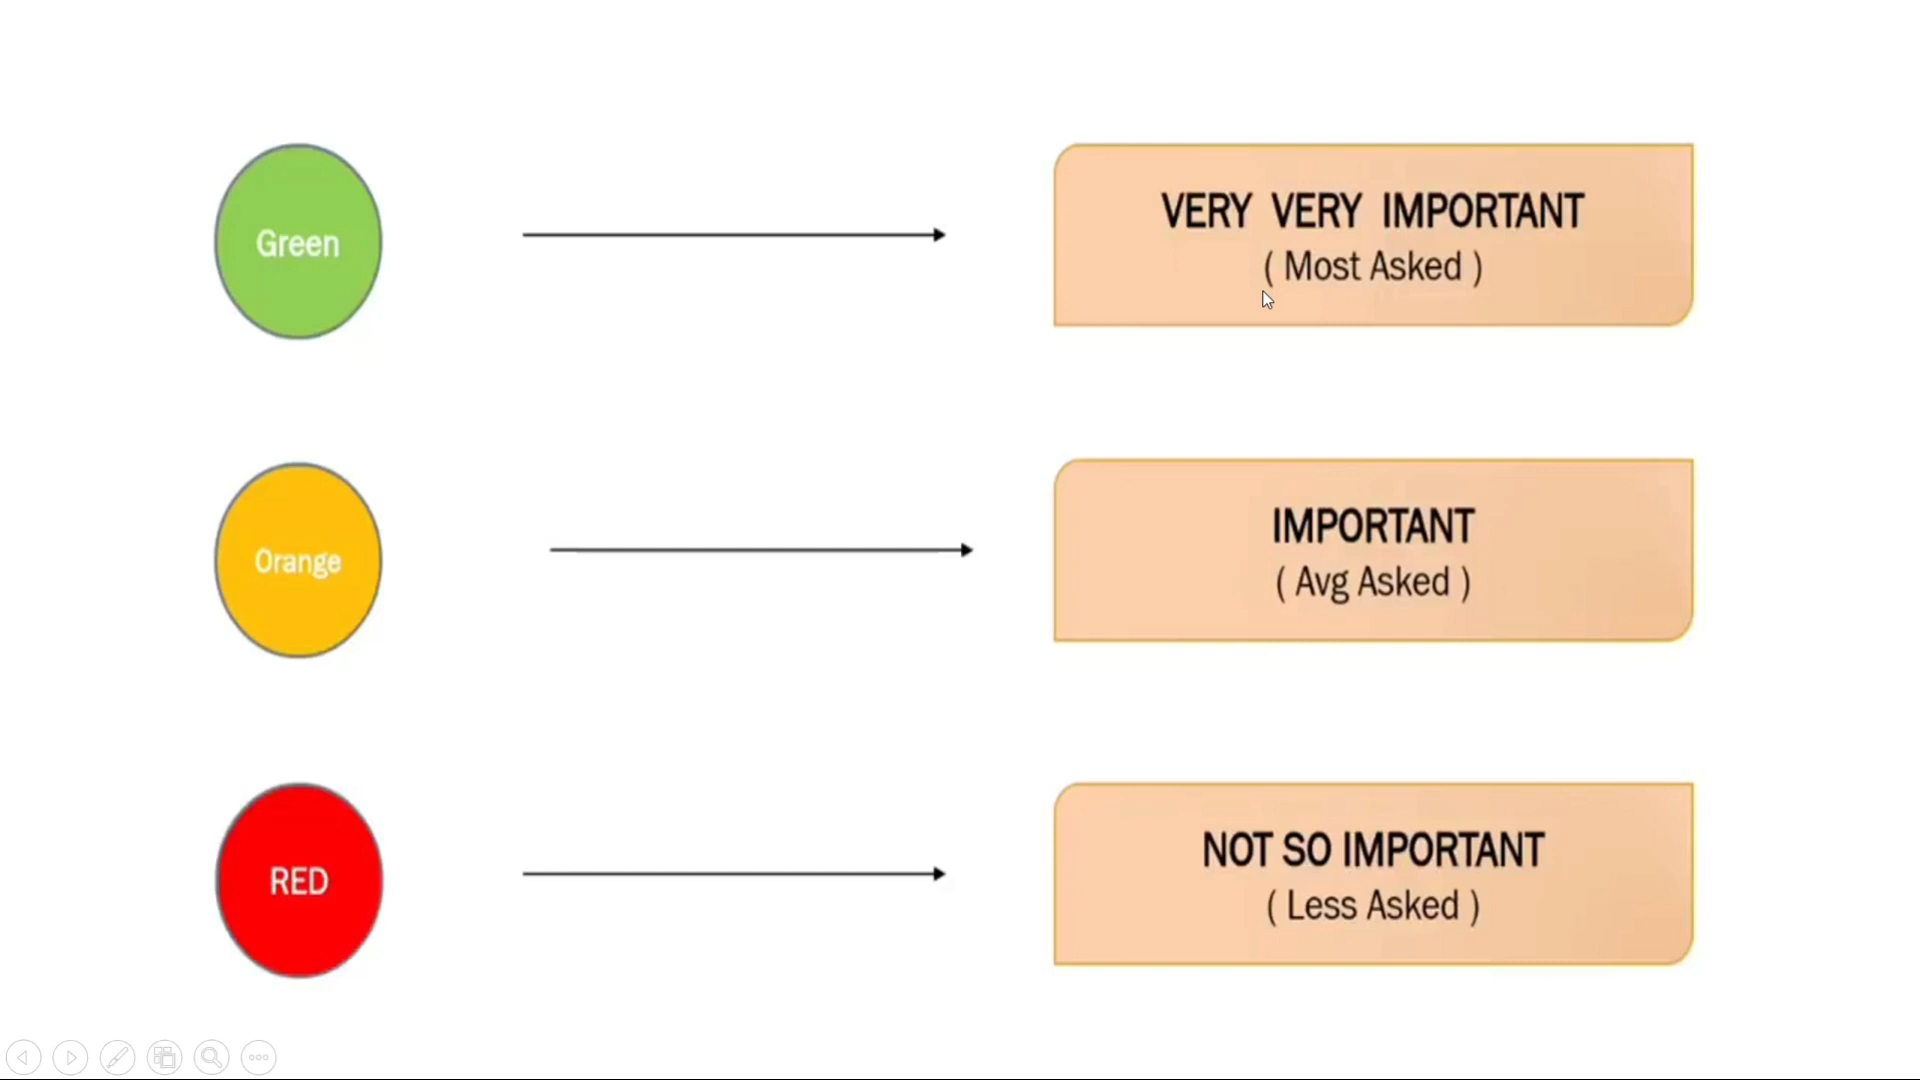 Green
VERY VERY IMPORTANT
( Most Asked )
Orange
IMPORTANT
( Avg Asked )
RED
NOT SO IMPORTANT
( Less Asked )